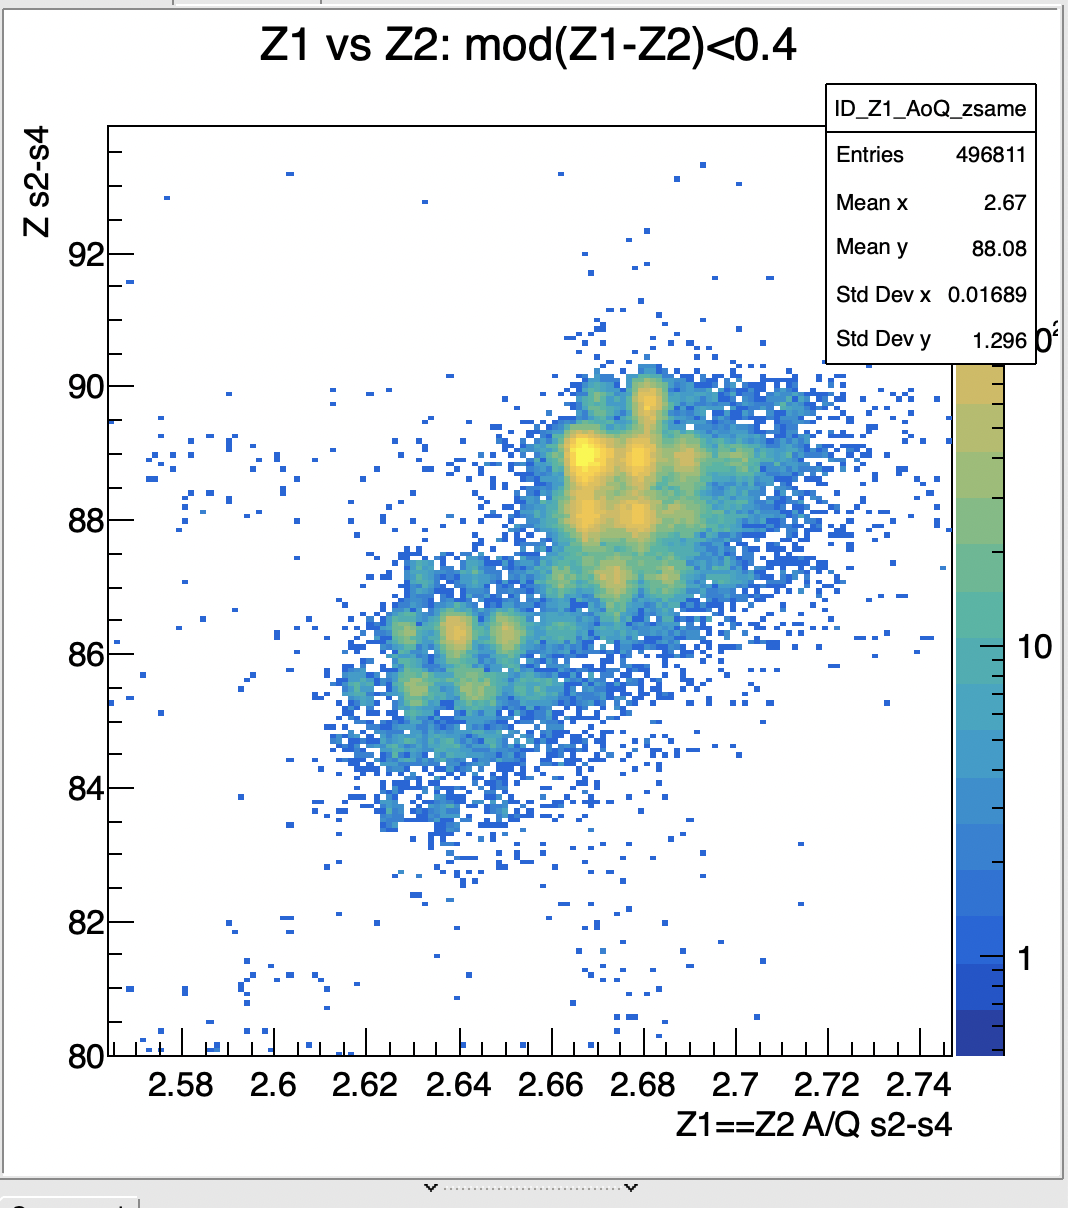 Z1 vs Z2: mod(Z1-Z2)<0.4
ID_Z1_AoQ_zsame
Entries 496811
Mean x 2.67
Mean y 88.08
Std Dev x 0.01689
Std Dev y 1.296
Z s2-s4
92
90
88
86
84
82
80
10
1
2.58 2.6 2.62 2.64 2.66 2.68 2.7 2.72 2.74
Z1==Z2 A/Q s2-s4